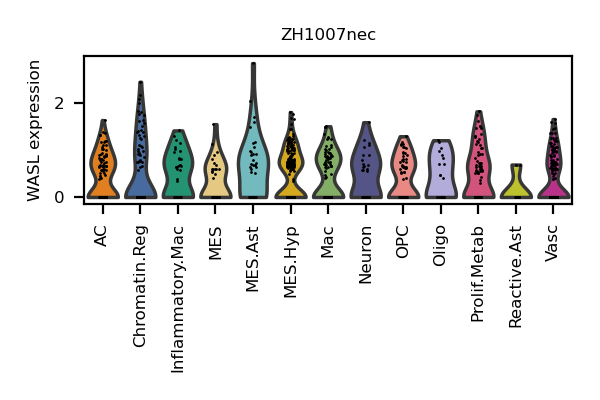 ZH1007nec
WASL expression
2
0
AC
Chromatin.Reg
Inflammatory.Mac
MES
MES.Ast
MES.Hyp
Mac
Neuron
OPC
Oligo
Prolif.Metab
Reactive.Ast
Vasc